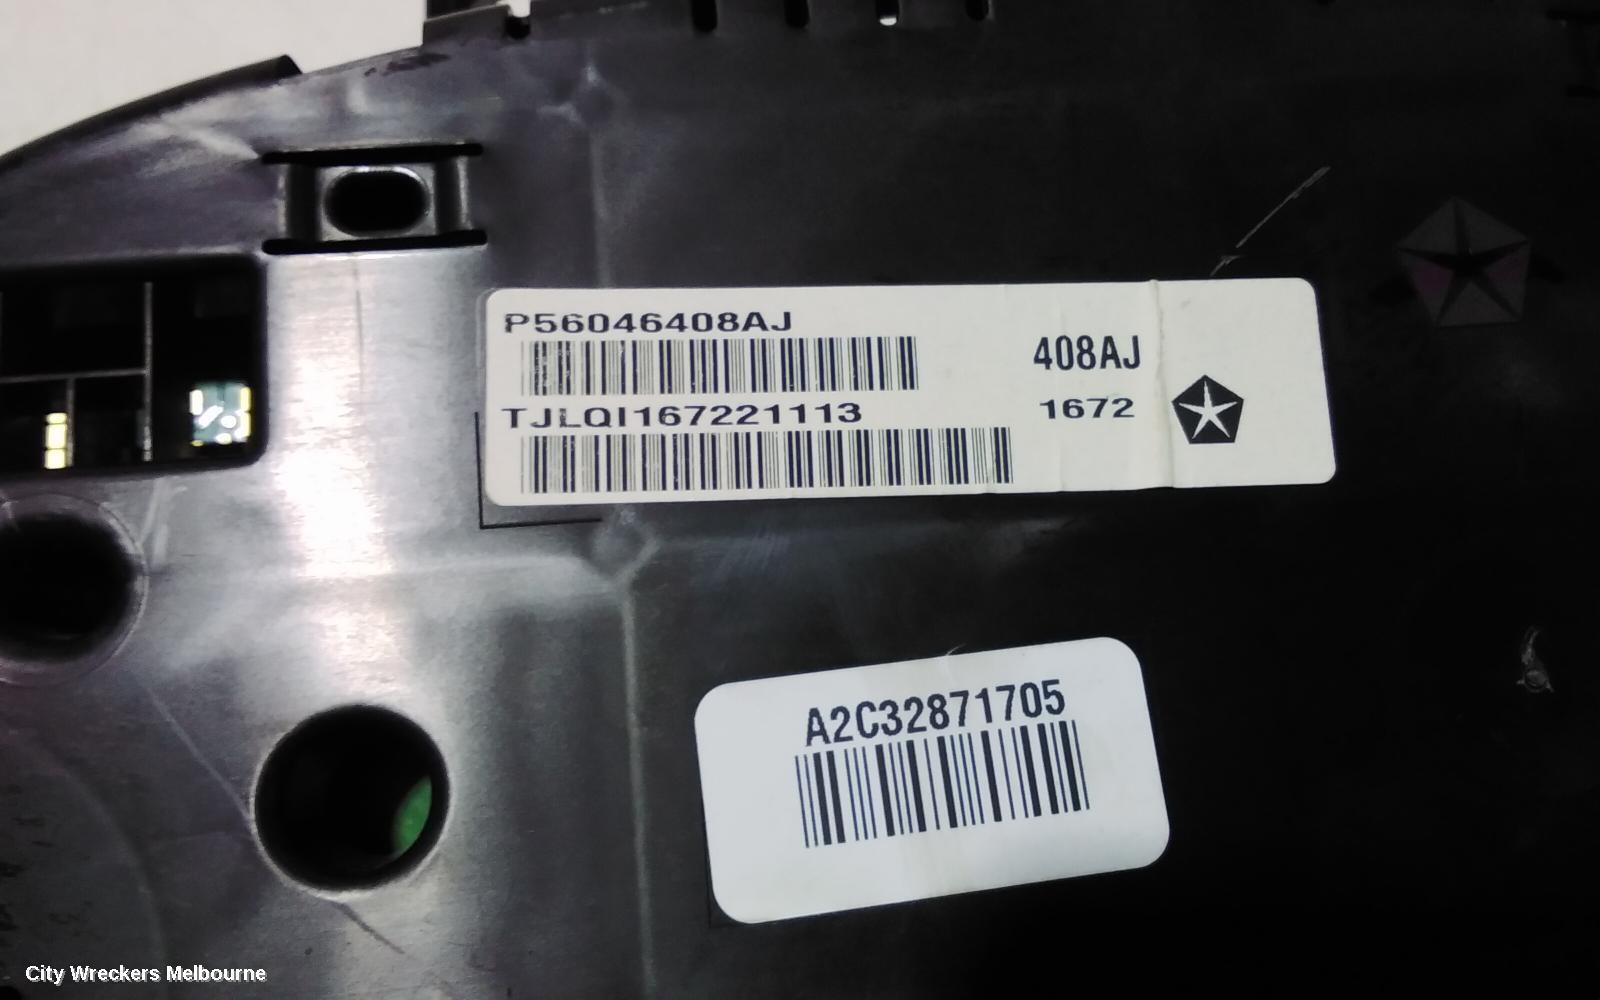 P56046408AJ
408AJ
TJLQI167221113
1672
A2C32871705
City Wreckers Melbourne